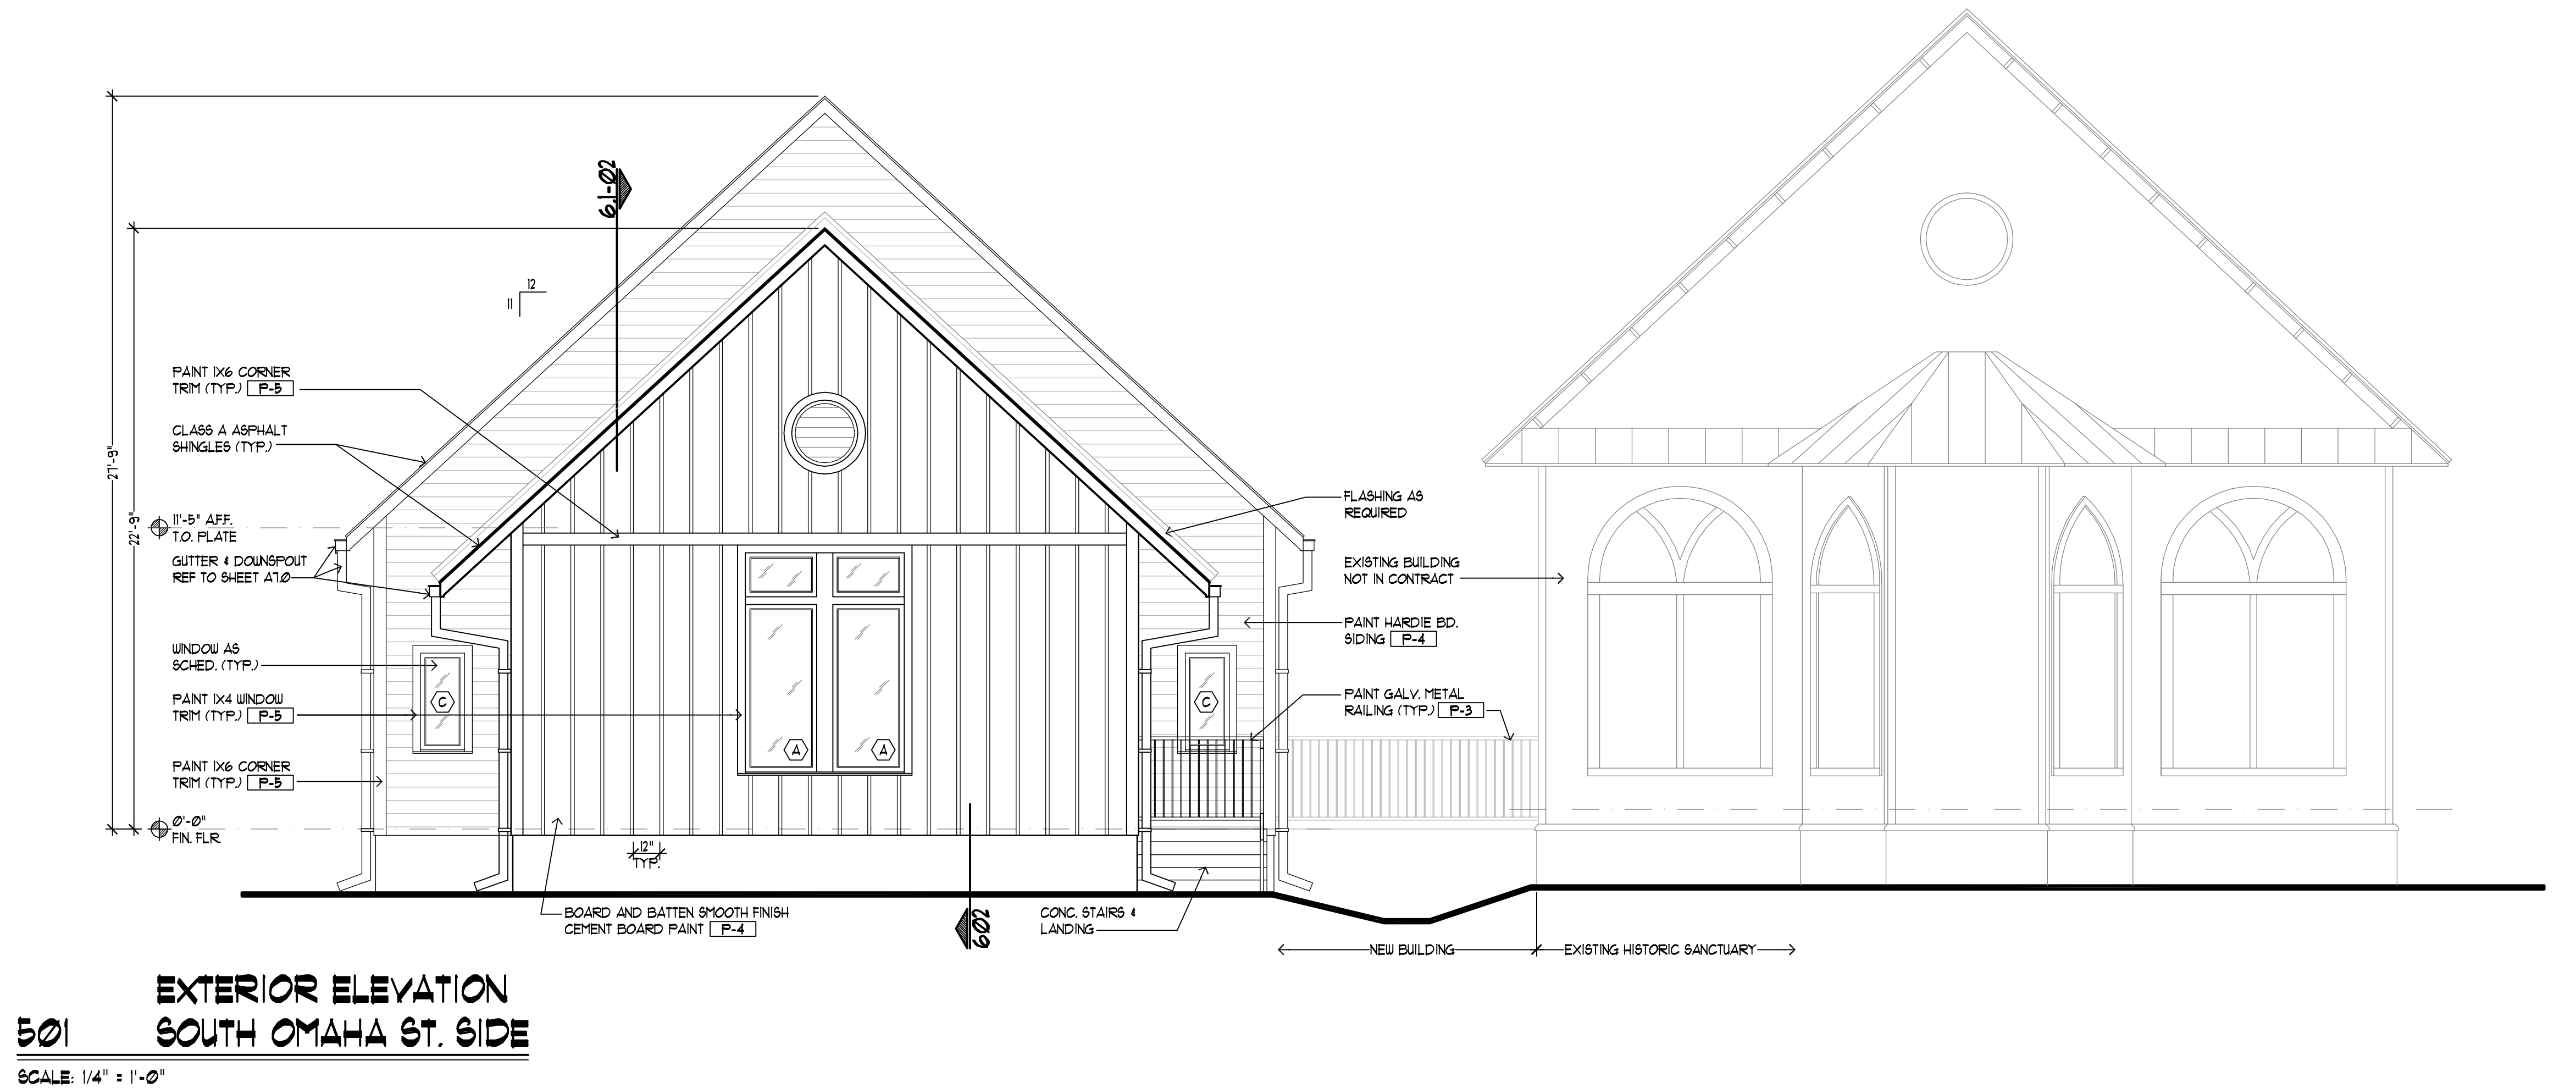 6.1-02
12
11
PAINT 1X6 CORNER
TRIM (TYP.) P-5
CLASS A ASPHALT
SHINGLES (TYP.)
27'-9"
22'-9"
11'-5" A.F.F.
T.O. PLATE
GUTTER & DOWNSPOUT
REF TO SHEET A7.0
WINDOW AS
SCHED. (TYP.)
PAINT 1X4 WINDOW
TRIM (TYP.) P-5
PAINT 1X6 CORNER
TRIM (TYP.) P-5
0'-0"
FIN. FLR.
C
A
A
C
12"
TYP.
FLASHING AS
REQUIRED
EXISTING BUILDING
NOT IN CONTRACT
PAINT HARDIE BD.
SIDING P-4
PAINT GALV. METAL
RAILING (TYP.) P-3
BOARD AND BATTEN SMOOTH FINISH
CEMENT BOARD PAINT P-4
602
CONC. STAIRS &
LANDING
NEW BUILDING
EXISTING HISTORIC SANCTUARY
EXTERIOR ELEVATION
501 SOUTH OMAHA ST. SIDE
SCALE: 1/4" = 1'-0"